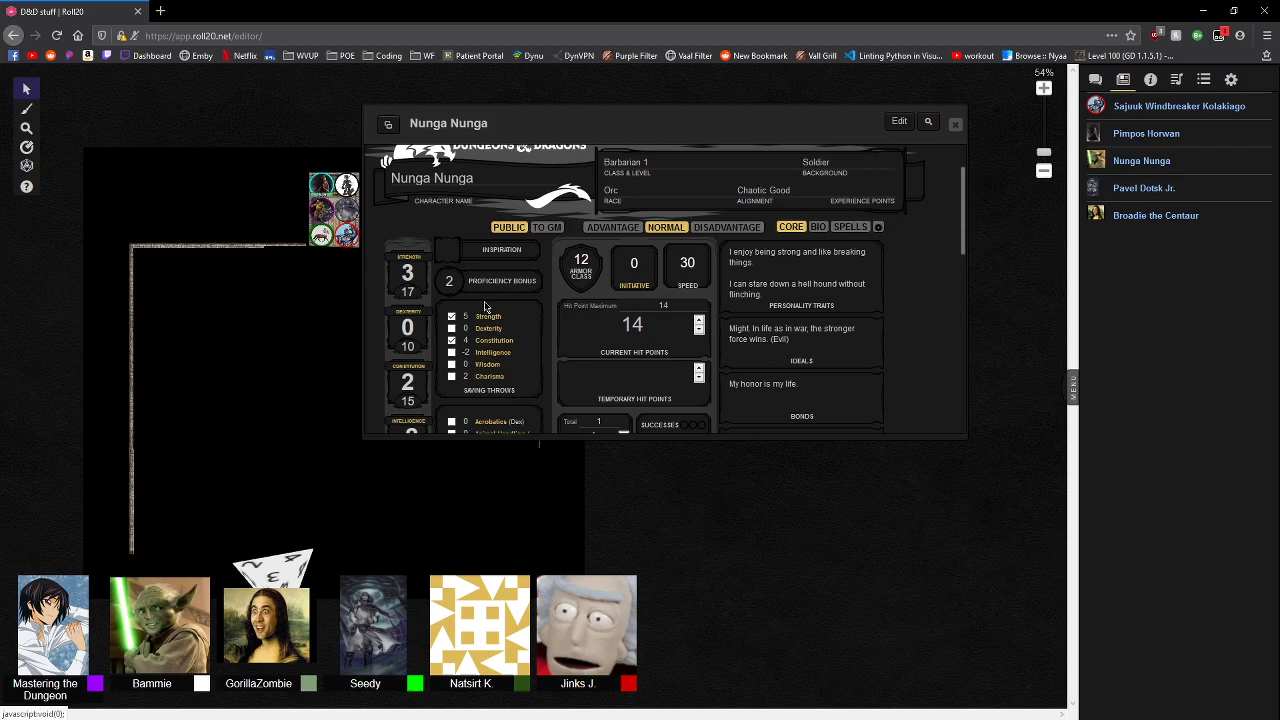 D&D stuff | Roll20
https://app.roll20.net/editor/
Dashboard
Emby
Netflix
WVUP
POE
Coding
WF
Patient Portal
Dynu
DynVPN
Purple Filter
Vaal Filter
New Bookmark
Vall Grill
Linting Python in Visu...
workout
Browse :: Nyaa
Level 100 (GD 1.1.5.1) -...
54%
Sajuuk Windbreaker Kolakiago
Pimpos Horwan
Nunga Nunga
Pavel Dotsk Jr.
Broadie the Centaur
MENU
Nunga Nunga
Edit
DUNGEONS & DRAGONS
Nunga Nunga
CHARACTER NAME
Barbarian 1
Soldier
CLASS & LEVEL
BACKGROUND
Orc
Chaotic Good
RACE
ALIGNMENT
EXPERIENCE POINTS
PUBLIC
TO GM
ADVANTAGE
NORMAL
DISADVANTAGE
CORE
BIO
SPELLS
STRENGTH
3
17
DEXTERITY
0
10
CONSTITUTION
2
15
INTELLIGENCE
INSPIRATION
2
PROFICIENCY BONUS
5 Strength
0 Dexterity
4 Constitution
-2 Intelligence
0 Wisdom
2 Charisma
SAVING THROWS
0 Acrobatics (Dex)
12
ARMOR
CLASS
0
INITIATIVE
30
SPEED
Hit Point Maximum 14
14
CURRENT HIT POINTS
TEMPORARY HIT POINTS
Total 1
SUCCESSES
I enjoy being strong and like breaking
things.
I can stare down a hell hound without
flinching.
PERSONALITY TRAITS
Might. In life as in war, the stronger
force wins. (Evil)
IDEALS
My honor is my life.
BONDS
Mastering the
Dungeon
Bammie
GorillaZombie
Seedy
Natsirt K.
Jinks J.
javascript:void(0);